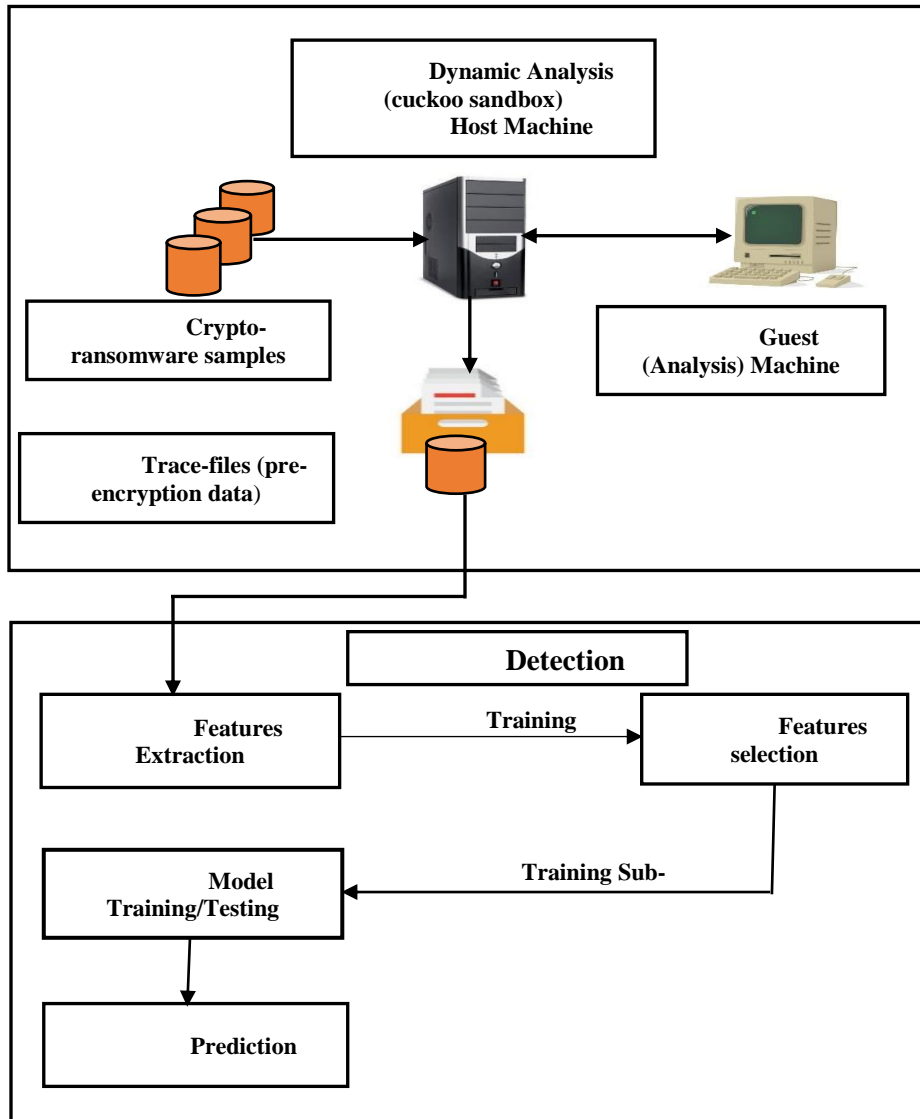 Dynamic Analysis
(cuckoo sandbox)
Host Machine
Crypto-
ransomware samples
Guest
(Analysis) Machine
Trace-files (pre-
encryption data)
Detection
Features
Extraction
Training
Features
selection
Training Sub-
Model
Training/Testing
Prediction